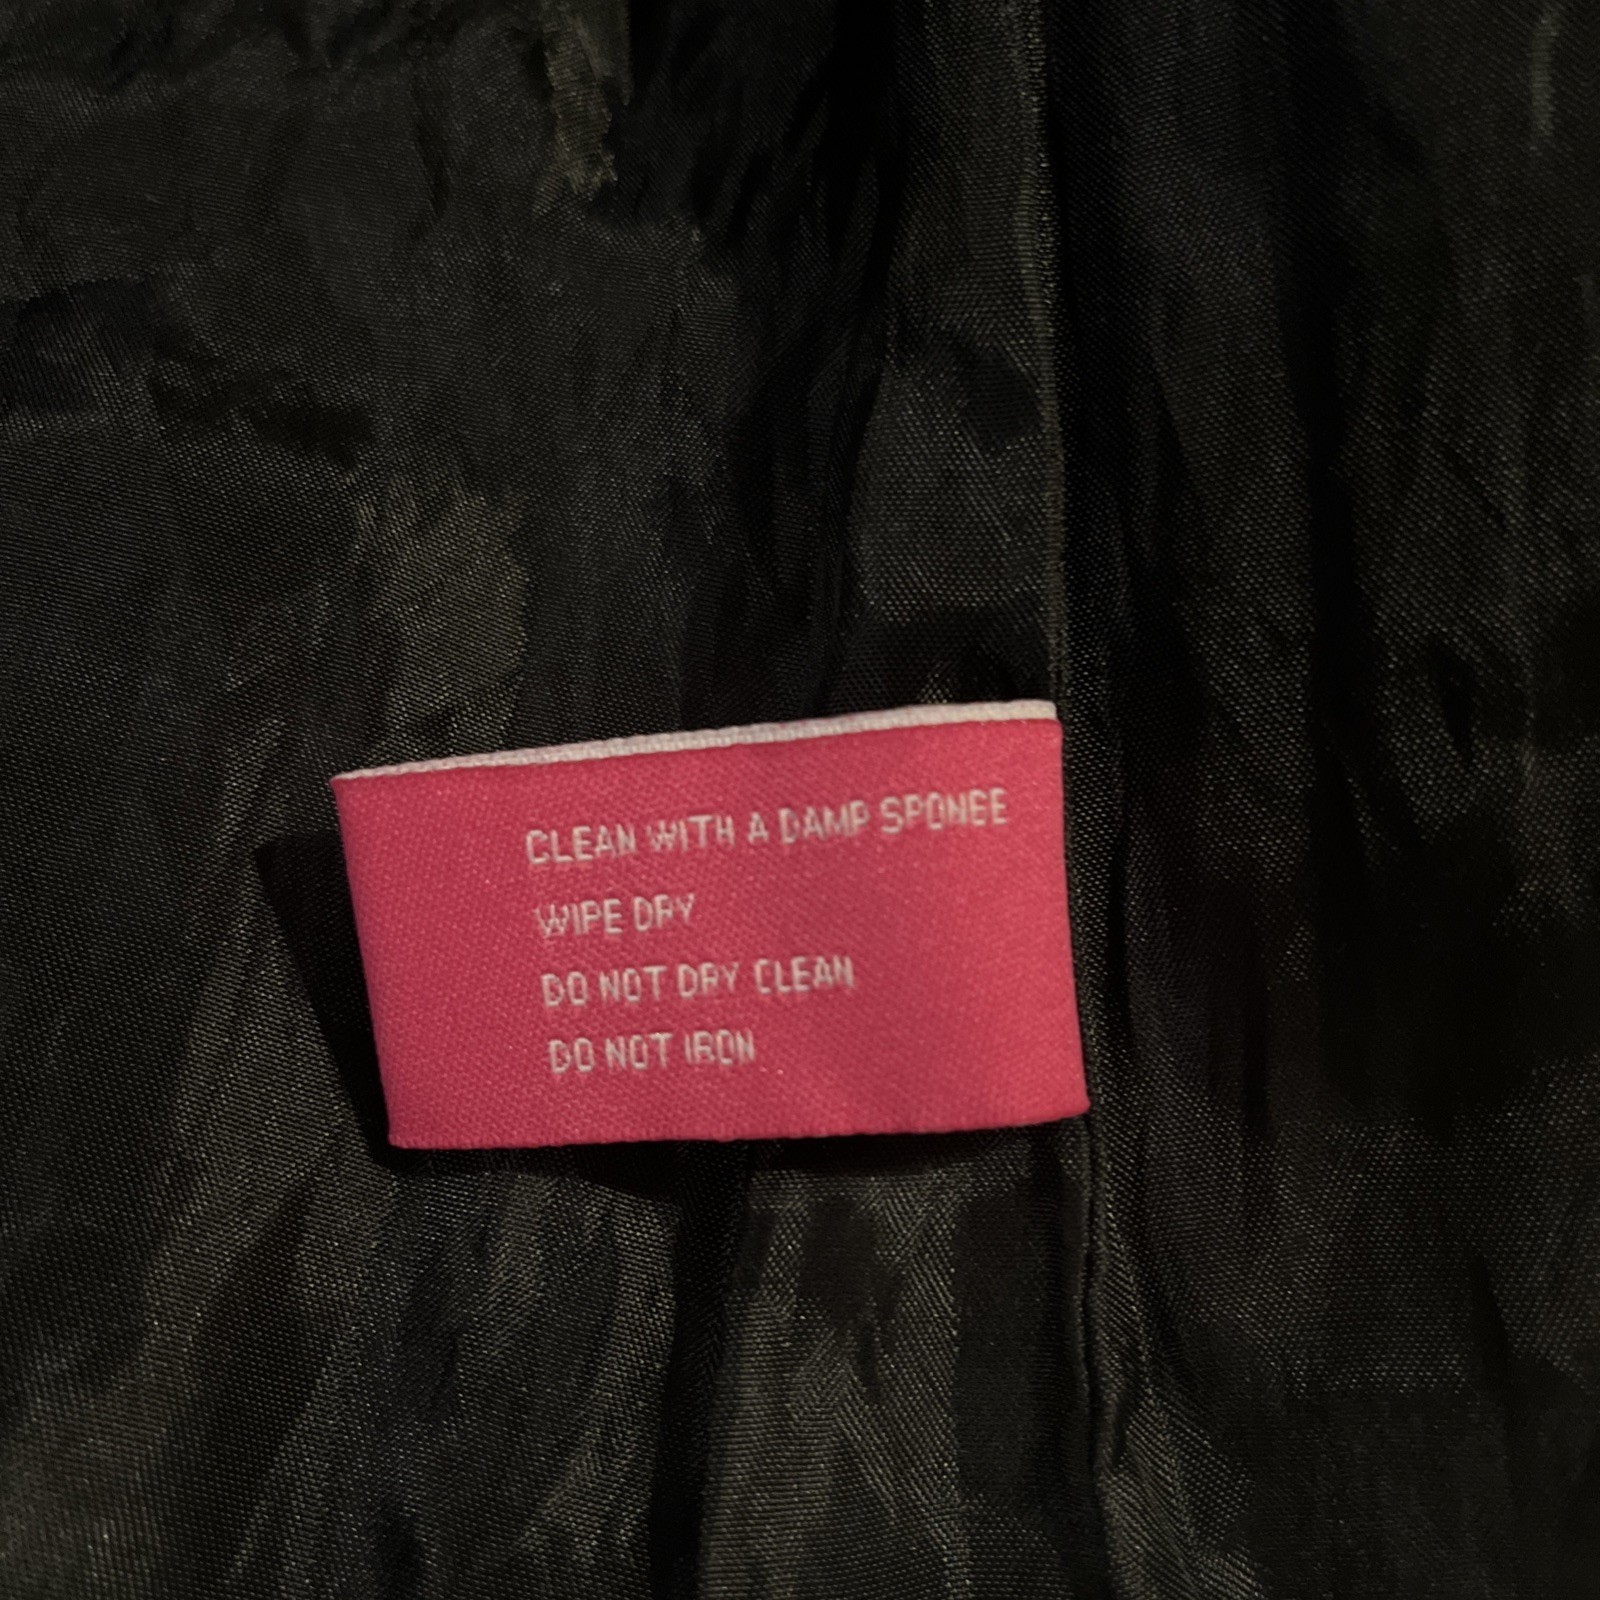 CLEAN WITH A DAMP SPONGE
WIPE DRY
DO NOT DRY CLEAN
DO NOT IRON